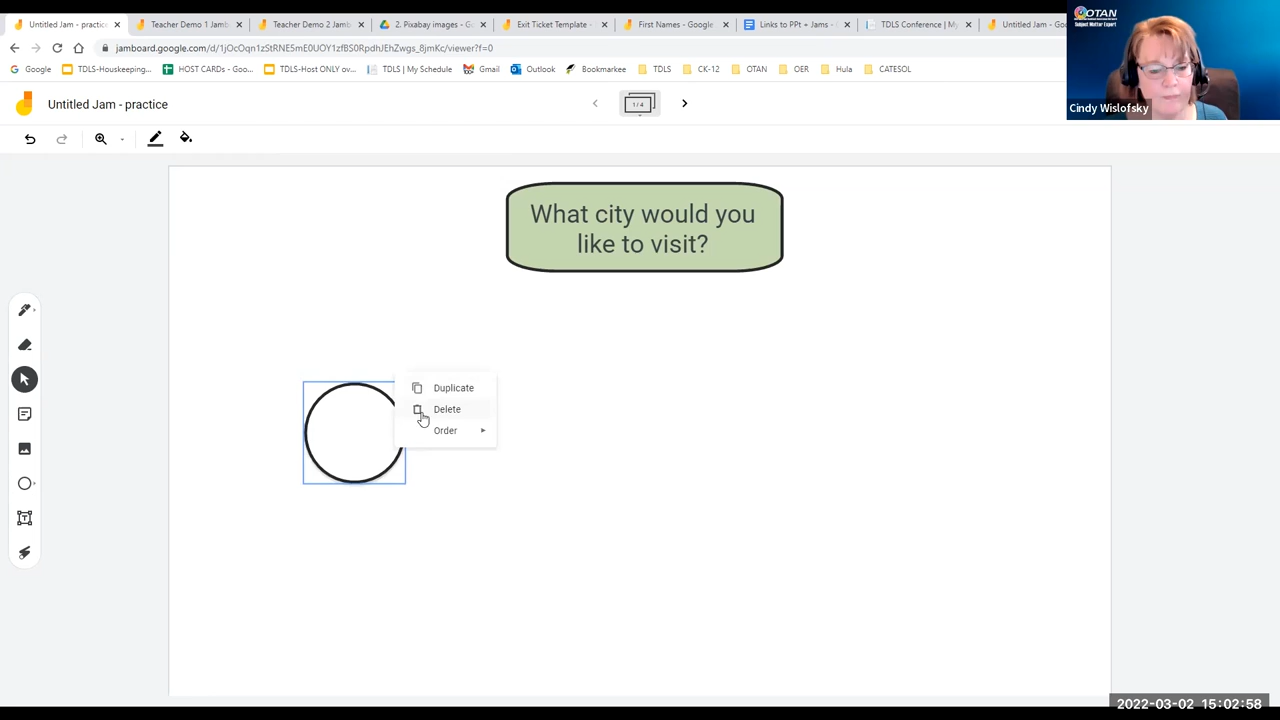 Untitled Jam - practice
Teacher Demo 1 Jamb
Teacher Demo 2 Jamb
2. Pixabay images - G
Exit Ticket Template -
First Names - Google
Links to PPt + Jams -
TDLS Conference | My
Untitled Jam - Goo
jamboard.google.com/d/1jOcOqn1zStRNE5mE0UOY1zfBS0RpdhJEhZwgs_8jmKc/viewer?f=0
Google
TDLS-Houskeeping...
HOST CARDs - Goo...
TDLS-Host ONLY ov...
TDLS | My Schedule
Gmail
Outlook
Bookmarkee
TDLS
CK-12
OTAN
OER
Hula
CATESOL
OTAN
Subject Matter Expert
Cindy Wislofsky
Untitled Jam - practice
1 / 4
What city would you
like to visit?
Duplicate
Delete
Order
2022-03-02 15:02:58